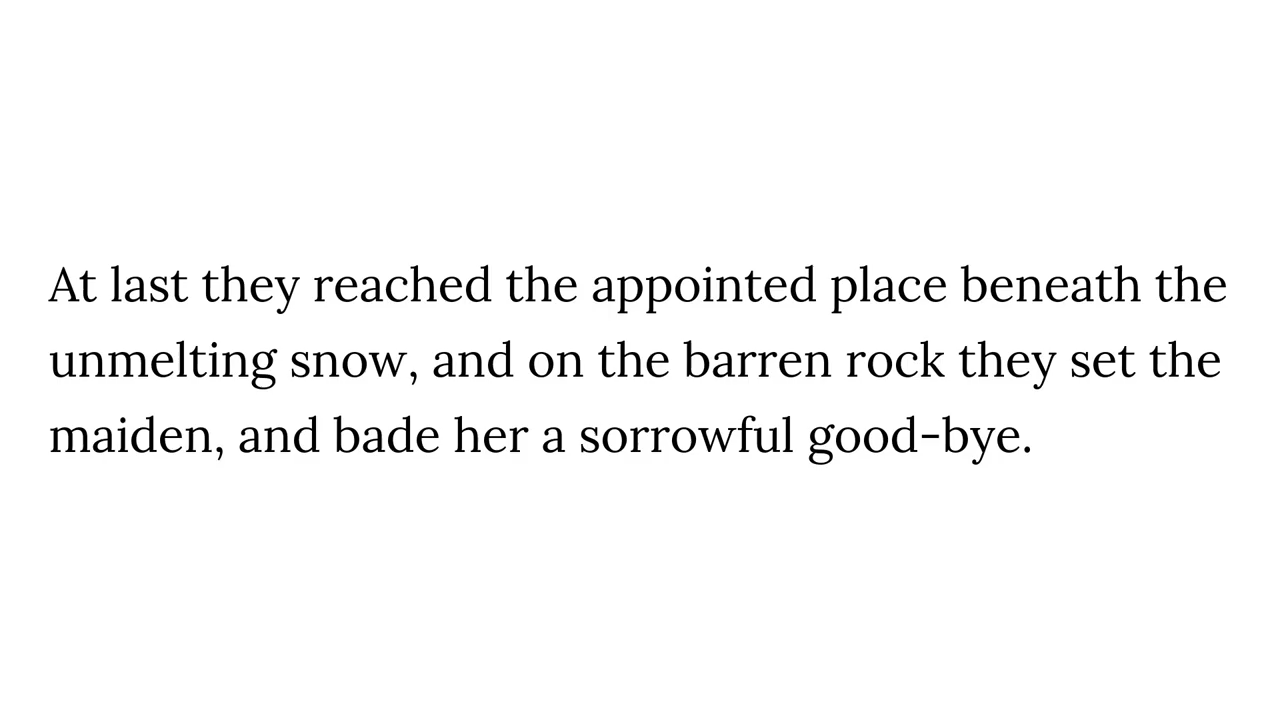 At last they reached the appointed place beneath the
unmelting snow, and on the barren rock they set the
maiden, and bade her a sorrowful good-bye.